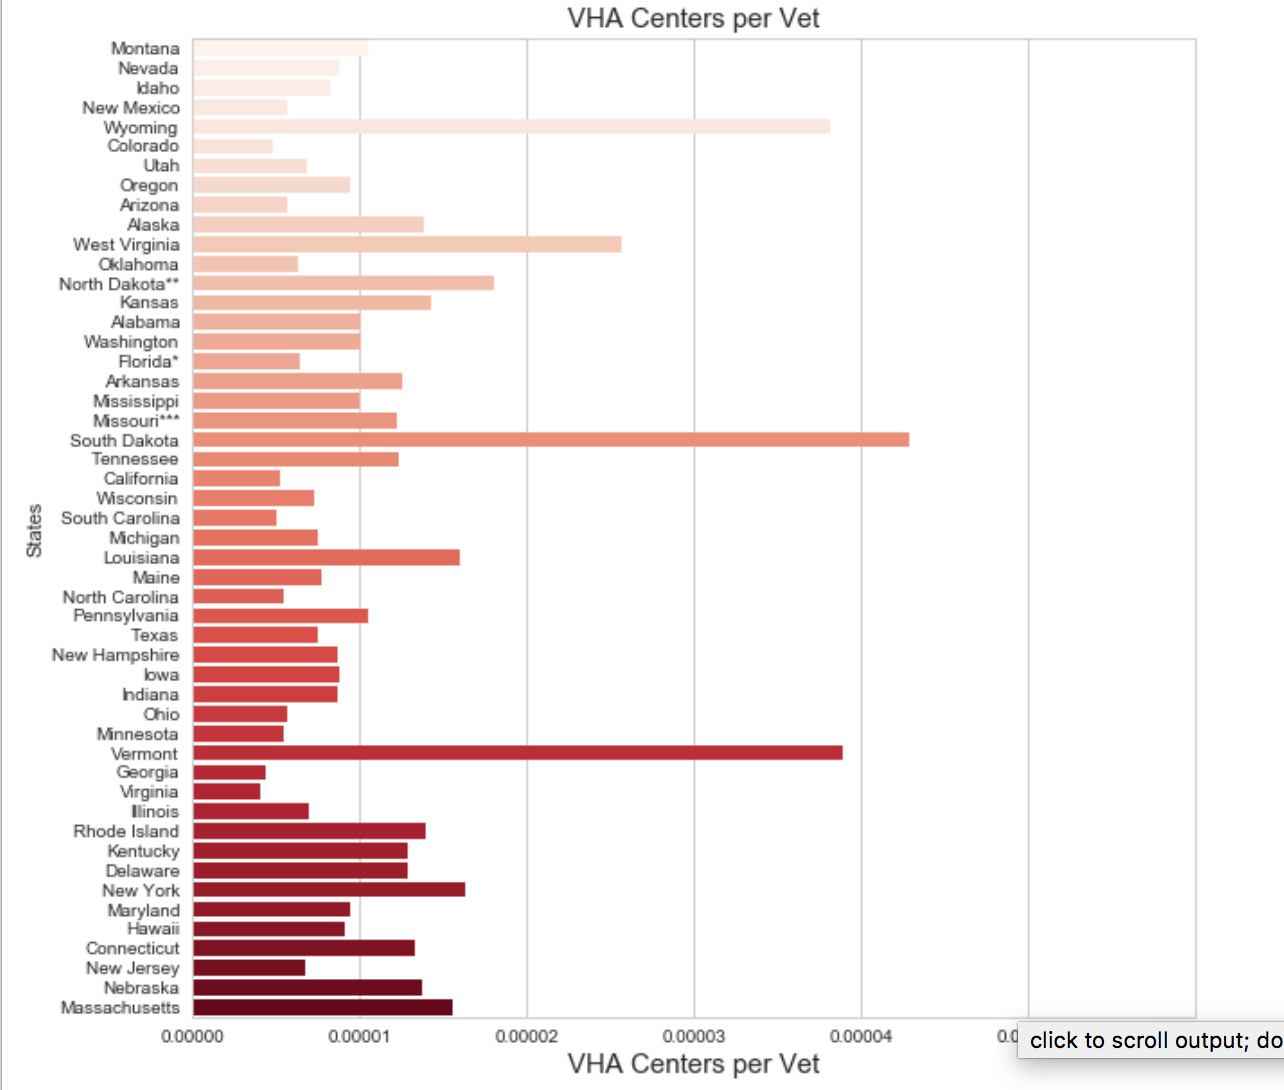 VHA Centers per Vet
Montana
Nevada
Idaho
New Mexico
Wyoming
Colorado
Utah
Oregon
Arizona
Alaska
West Virginia
Oklahoma
North Dakota**
Kansas
Alabama
Washington
Florida*
Arkansas
Mississippi
Missouri***
South Dakota
Tennessee
California
Wisconsin
South Carolina
Michigan
Louisiana
Maine
North Carolina
Pennsylvania
Texas
New Hampshire
Iowa
Indiana
Ohio
Minnesota
Vermont
Georgia
Virginia
Illinois
Rhode Island
Kentucky
Delaware
New York
Maryland
Hawaii
Connecticut
New Jersey
Nebraska
Massachusetts
States
0.00000 0.00001 0.00002 0.00003 0.00004
click to scroll output; do
VHA Centers per Vet